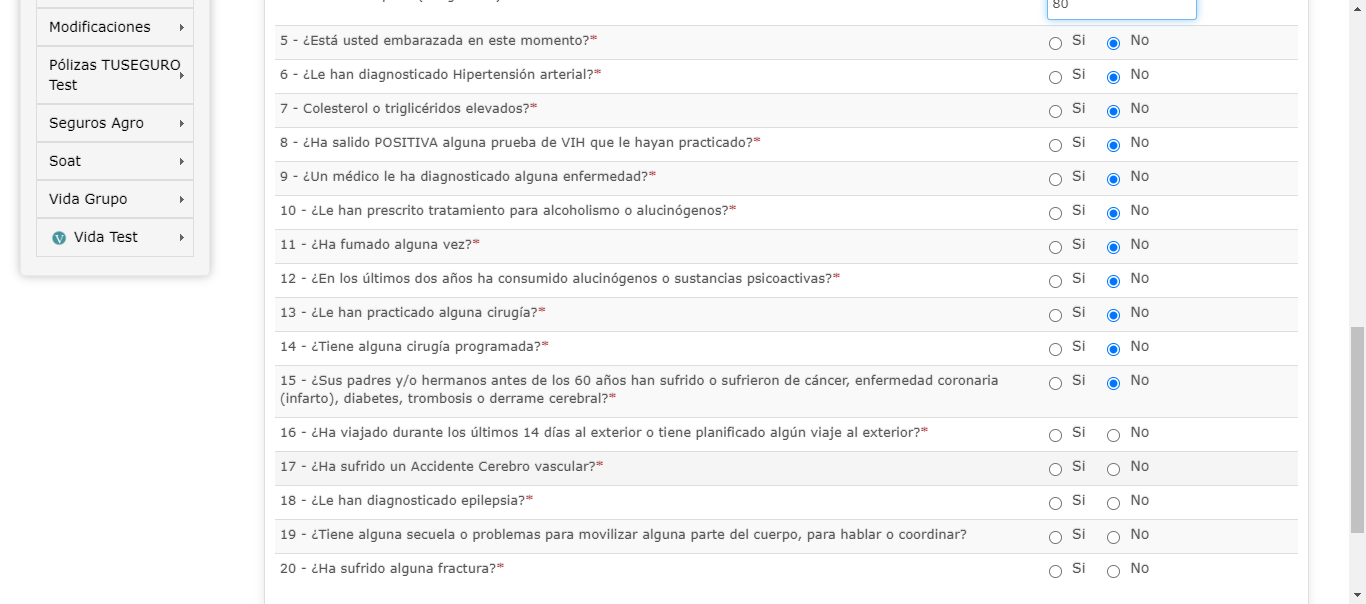 Modificaciones
Pólizas TUSEGURO
Test
Seguros Agro
Soat
Vida Grupo
Vida Test
80
5 - ¿Está usted embarazada en este momento?* Si No
6 - ¿Le han diagnosticado Hipertensión arterial?* Si No
7 - Colesterol o triglicéridos elevados?* Si No
8 - ¿Ha salido POSITIVA alguna prueba de VIH que le hayan practicado?* Si No
9 - ¿Un médico le ha diagnosticado alguna enfermedad?* Si No
10 - ¿Le han prescrito tratamiento para alcoholismo o alucinógenos?* Si No
11 - ¿Ha fumado alguna vez?* Si No
12 - ¿En los últimos dos años ha consumido alucinógenos o sustancias psicoactivas?* Si No
13 - ¿Le han practicado alguna cirugía?* Si No
14 - ¿Tiene alguna cirugía programada?* Si No
15 - ¿Sus padres y/o hermanos antes de los 60 años han sufrido o sufrieron de cáncer, enfermedad coronaria Si No
(infarto), diabetes, trombosis o derrame cerebral?*
16 - ¿Ha viajado durante los últimos 14 días al exterior o tiene planificado algún viaje al exterior?* Si No
17 - ¿Ha sufrido un Accidente Cerebro vascular?* Si No
18 - ¿Le han diagnosticado epilepsia?* Si No
19 - ¿Tiene alguna secuela o problemas para movilizar alguna parte del cuerpo, para hablar o coordinar? Si No
20 - ¿Ha sufrido alguna fractura?* Si No